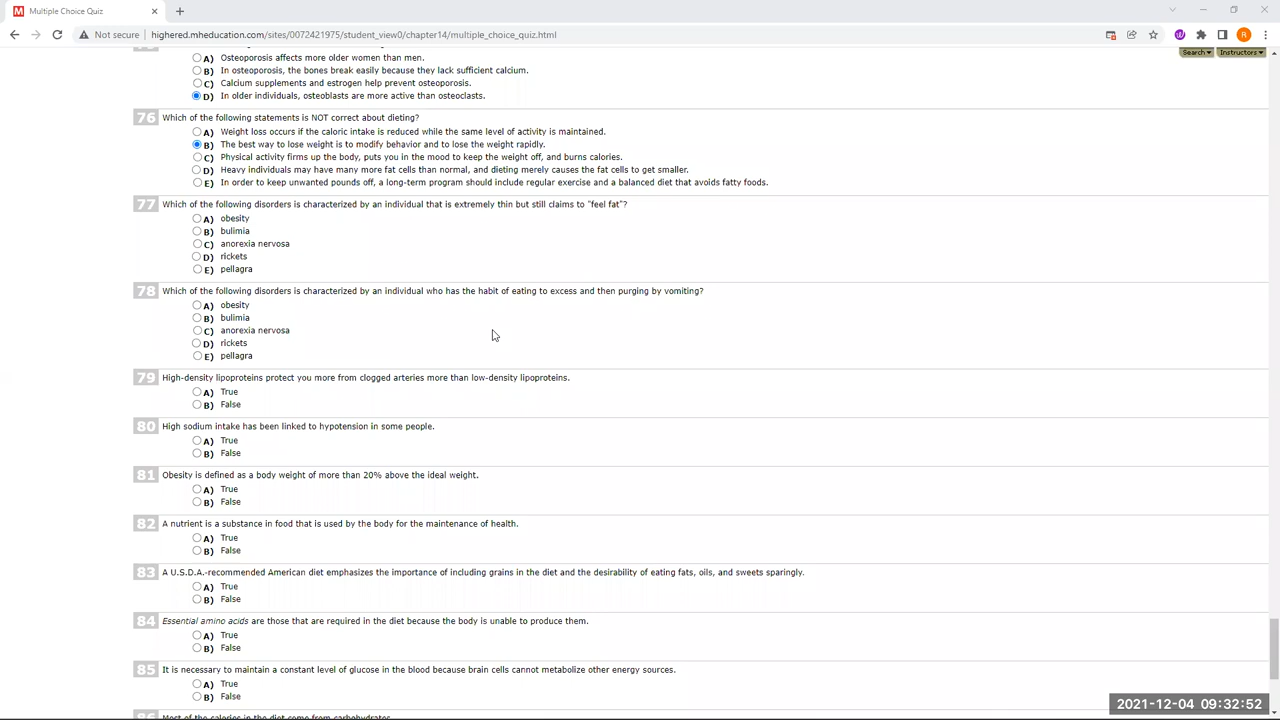 Multiple Choice Quiz
Not secure highered.mheducation.com/sites/0072421975/student_view0/chapter14/multiple_choice_quiz.html
Search Instructors
A) Osteoporosis affects more older women than men.
B) In osteoporosis, the bones break easily because they lack sufficient calcium.
C) Calcium supplements and estrogen help prevent osteoporosis.
D) In older individuals, osteoblasts are more active than osteoclasts.
76 Which of the following statements is NOT correct about dieting?
A) Weight loss occurs if the caloric intake is reduced while the same level of activity is maintained.
B) The best way to lose weight is to modify behavior and to lose the weight rapidly.
C) Physical activity firms up the body, puts you in the mood to keep the weight off, and burns calories.
D) Heavy individuals may have many more fat cells than normal, and dieting merely causes the fat cells to get smaller.
E) In order to keep unwanted pounds off, a long-term program should include regular exercise and a balanced diet that avoids fatty foods.
77 Which of the following disorders is characterized by an individual that is extremely thin but still claims to "feel fat"?
A) obesity
B) bulimia
C) anorexia nervosa
D) rickets
E) pellagra
78 Which of the following disorders is characterized by an individual who has the habit of eating to excess and then purging by vomiting?
A) obesity
B) bulimia
C) anorexia nervosa
D) rickets
E) pellagra
79 High-density lipoproteins protect you more from clogged arteries more than low-density lipoproteins.
A) True
B) False
80 High sodium intake has been linked to hypotension in some people.
A) True
B) False
81 Obesity is defined as a body weight of more than 20% above the ideal weight.
A) True
B) False
82 A nutrient is a substance in food that is used by the body for the maintenance of health.
A) True
B) False
83 A U.S.D.A.-recommended American diet emphasizes the importance of including grains in the diet and the desirability of eating fats, oils, and sweets sparingly.
A) True
B) False
84 Essential amino acids are those that are required in the diet because the body is unable to produce them.
A) True
B) False
85 It is necessary to maintain a constant level of glucose in the blood because brain cells cannot metabolize other energy sources.
A) True
B) False
86 Most of the calories in the diet come from carbohydrates.
2021-12-04 09:32:52